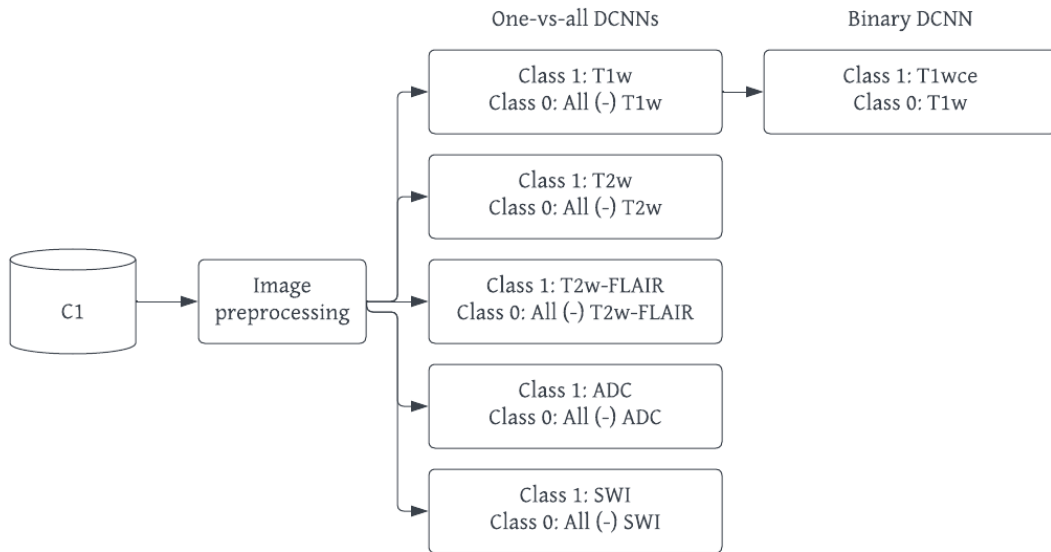 One-vs-all DCNNs
Binary DCNN
Class 1: T1w
Class 0: All (-) T1w
Class 1: T1wce
Class 0: T1w
Class 1: T2w
Class 0: All (-) T2w
C1
Image
preprocessing
Class 1: T2w-FLAIR
Class 0: All (-) T2w-FLAIR
Class 1: ADC
Class 0: All (-) ADC
Class 1: SWI
Class 0: All (-) SWI